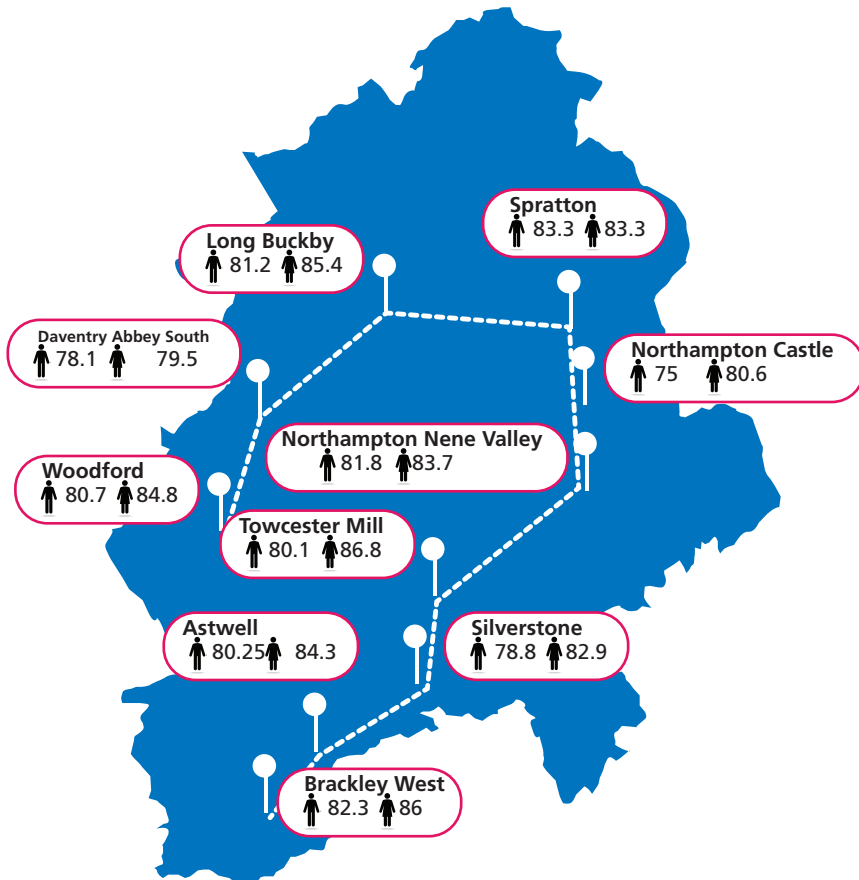 Spratton
83.3 83.3
Long Buckby
81.2 85.4
Daventry Abbey South
78.1 79.5
Northampton Castle
75 80.6
Northampton Nene Valley
81.8 83.7
Woodford
80.7 84.8
Towcester Mill
80.1 86.8
Astwell
80.25 84.3
Silverstone
78.8 82.9
Brackley West
82.3 86